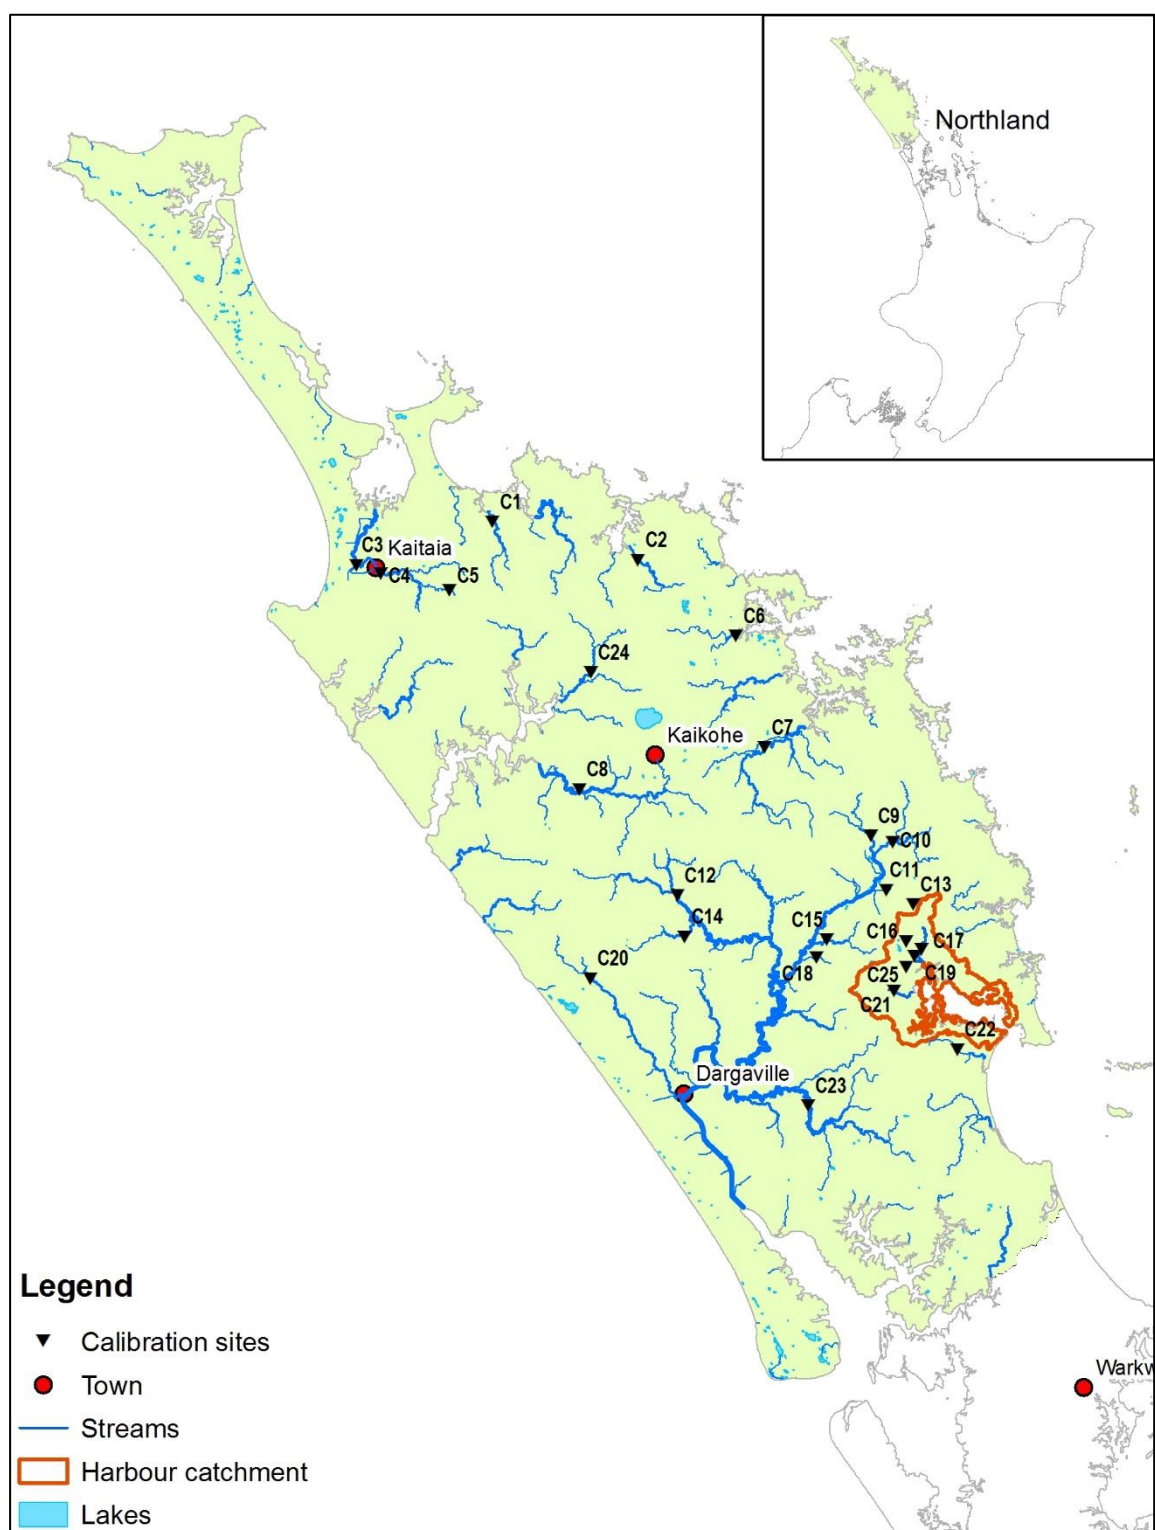 Northland
C1
C2
C3
Kaitaia
C4
C5
C6
C24
C7
Kaikohe
C8
C9
C10
C11
C12
C13
C14
C15
C16
C17
C18
C19
C20
C25
C21
C22
Dargaville
C23
Legend
Calibration sites
Town
Streams
Harbour catchment
Lakes
Warkw